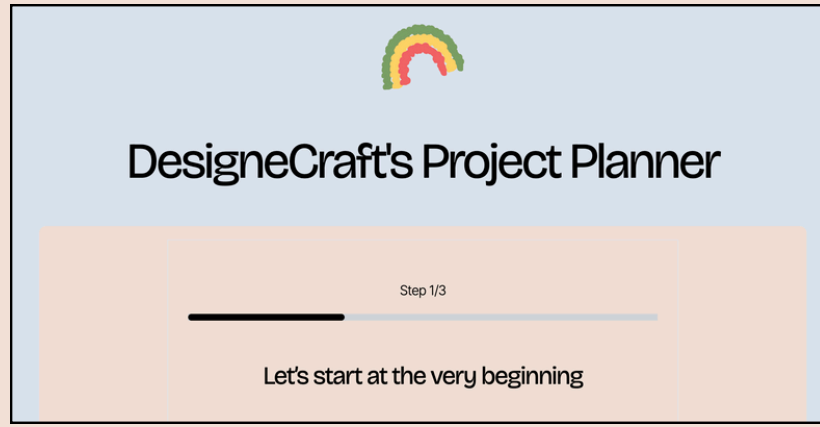 DesigneCraft's Project Planner
Step 1/3
Let's start at the very beginning